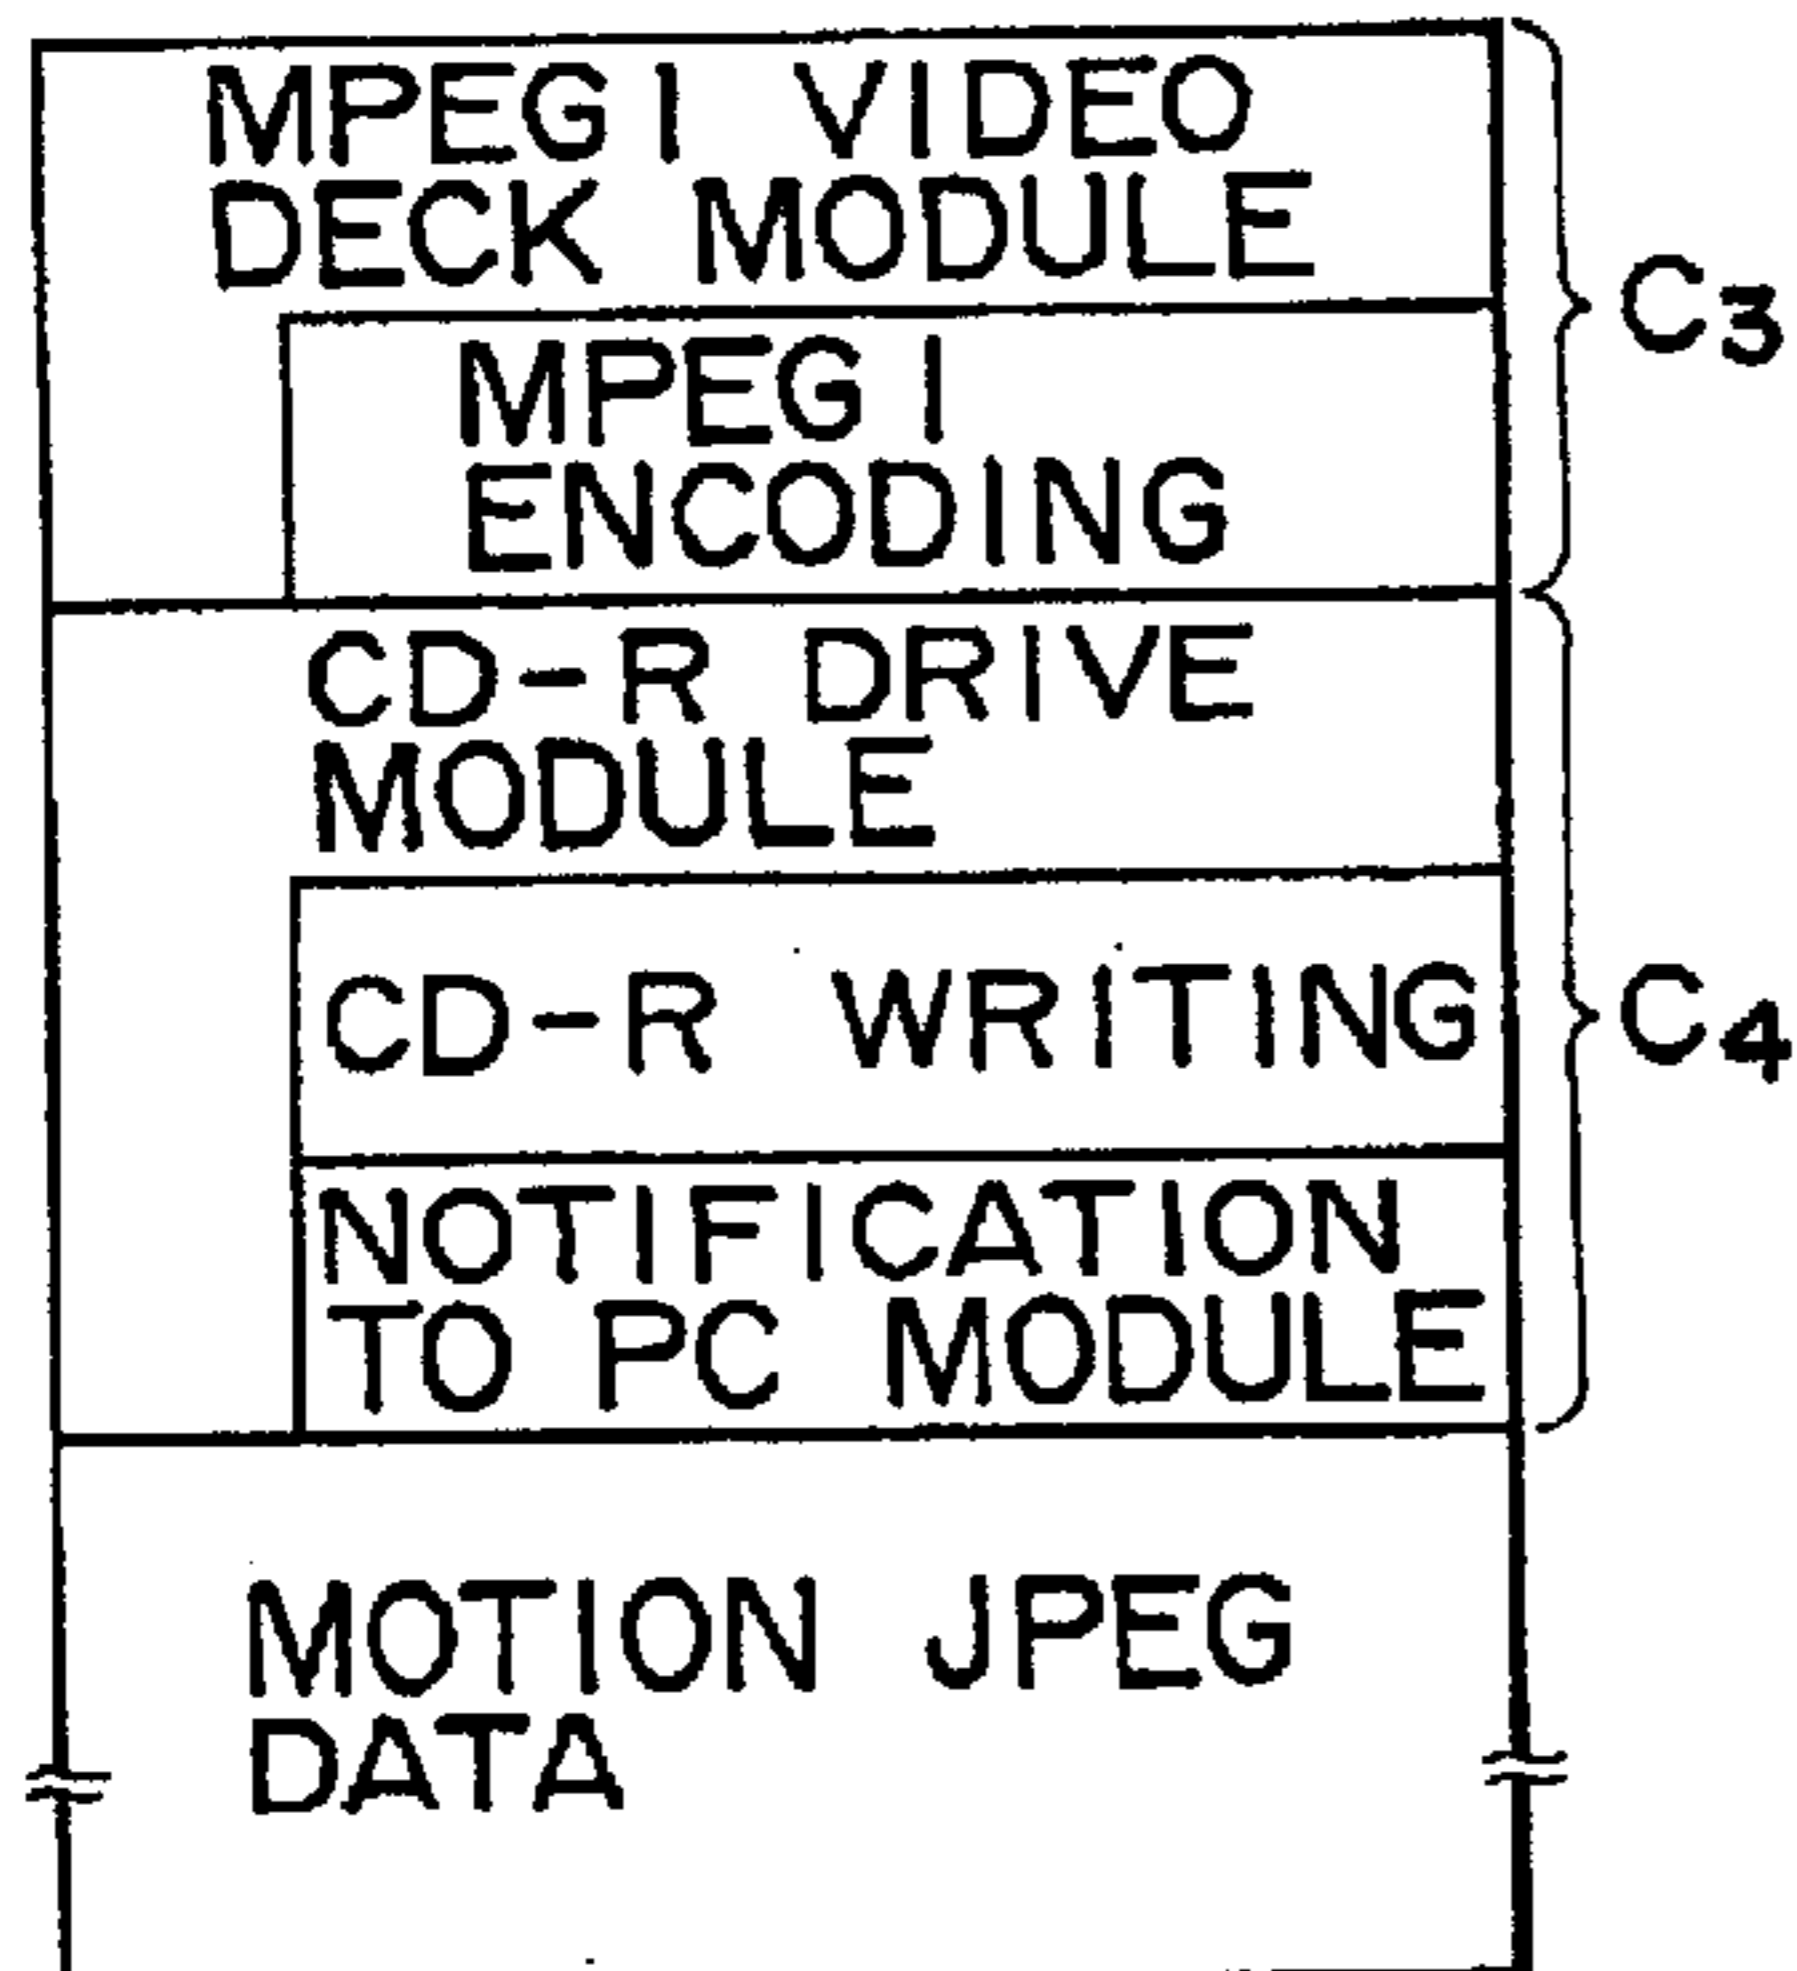 MPEG1 VIDEO
DECK MODULE
C3
MPEG1
ENCODING
CD-R DRIVE
MODULE
CD-R WRITING
C4
NOTIFICATION
TO PC MODULE
MOTION JPEG
DATA